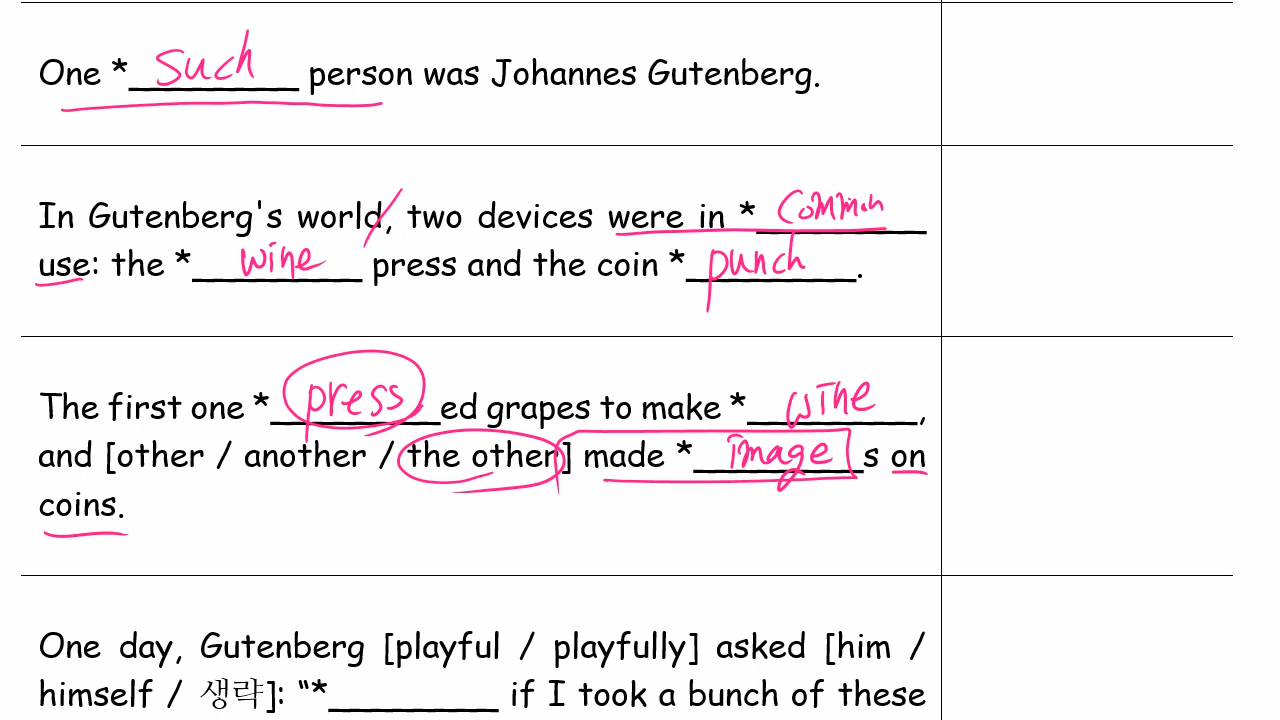 One *such person was Johannes Gutenberg.
In Gutenberg's world, two devices were in *common
use: the *wine press and the coin *punch.
The first one *pressed grapes to make *wine,
and [other / another / the other] made *images on
coins.
One day, Gutenberg [playful / playfully] asked [him /
himself / 생략]: “*________ if I took a bunch of these